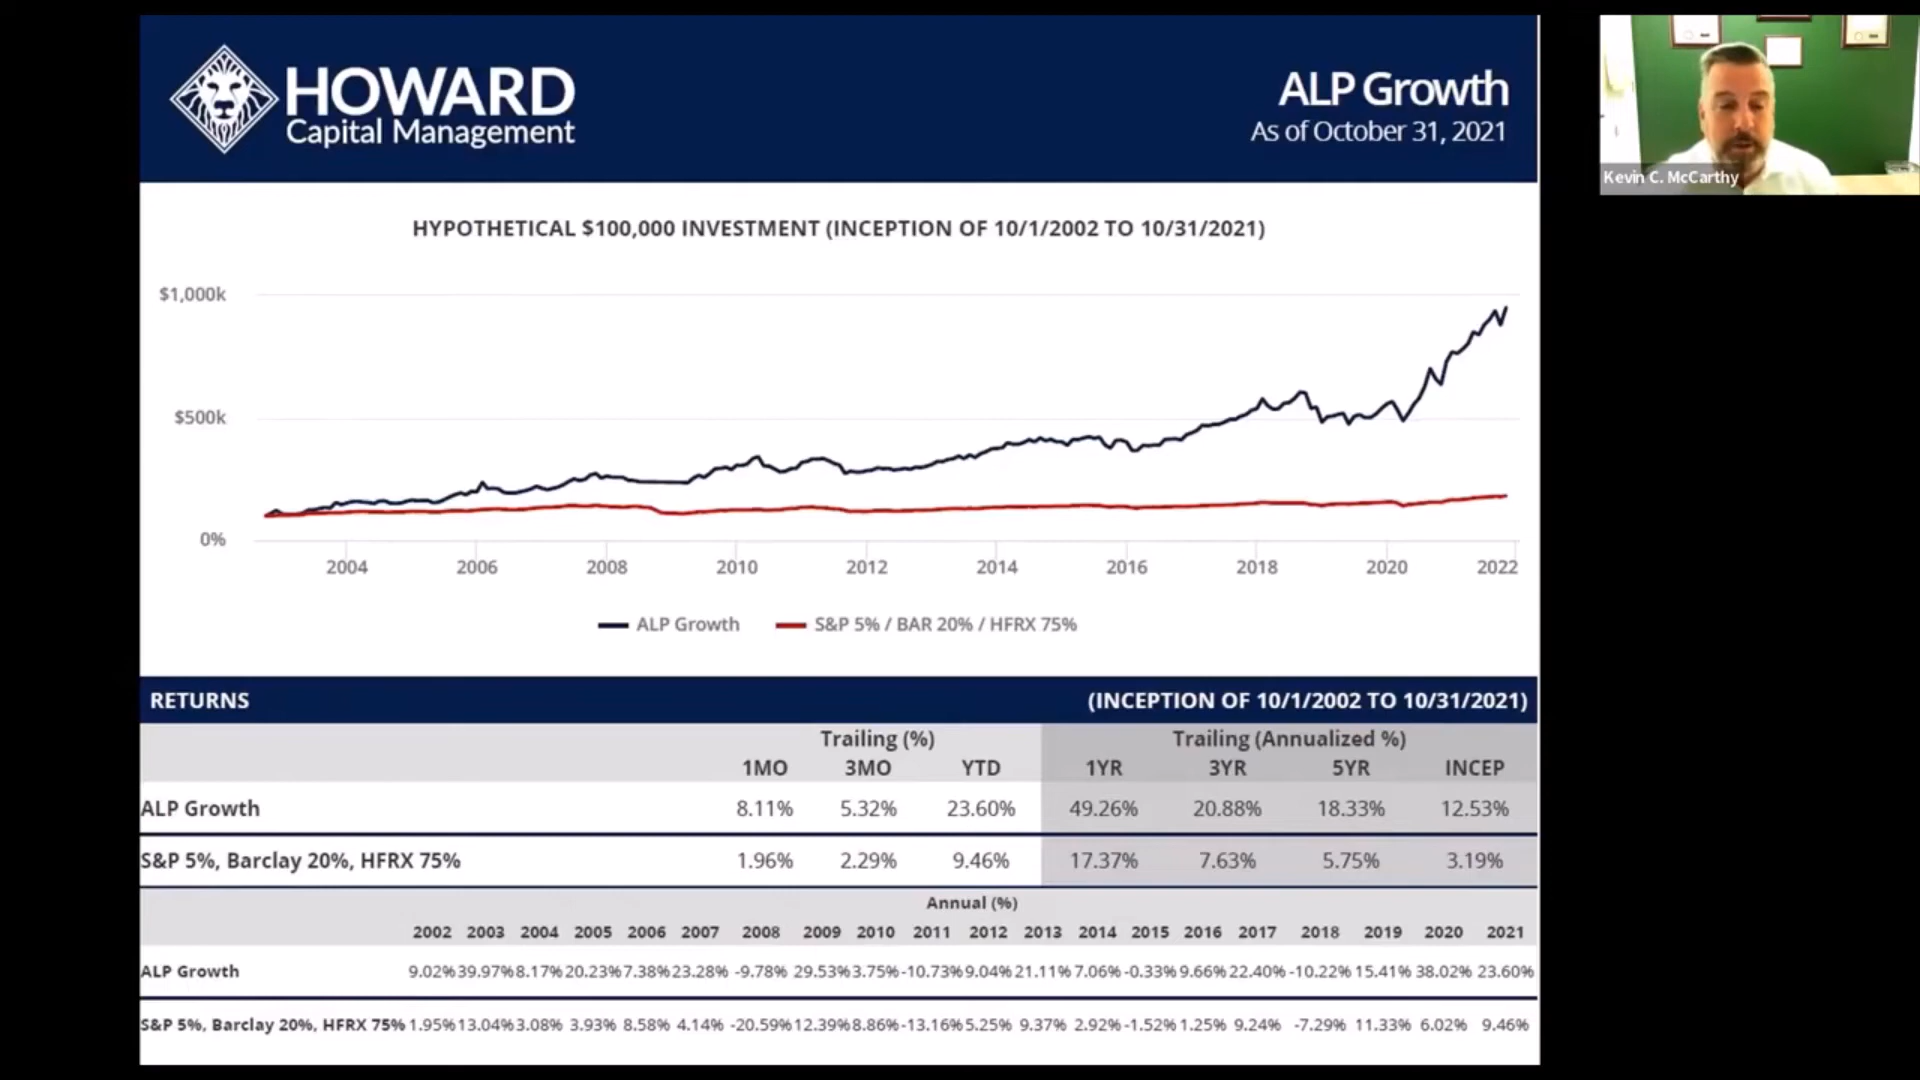 HOWARD
Capital Management
ALP Growth
As of October 31, 2021
Kevin C. McCarthy
HYPOTHETICAL $100,000 INVESTMENT (INCEPTION OF 10/1/2002 TO 10/31/2021)
$1,000k
$500k
0%
2004 2006 2008 2010 2012 2014 2016 2018 2020 2022
ALP Growth S&P 5% / BAR 20% / HFRX 75%
RETURNS (INCEPTION OF 10/1/2002 TO 10/31/2021)
Trailing (%) Trailing (Annualized %)
1MO 3MO YTD 1YR 3YR 5YR INCEP
ALP Growth 8.11% 5.32% 23.60% 49.26% 20.88% 18.33% 12.53%
S&P 5%, Barclay 20%, HFRX 75% 1.96% 2.29% 9.46% 17.37% 7.63% 5.75% 3.19%
Annual (%)
2002 2003 2004 2005 2006 2007 2008 2009 2010 2011 2012 2013 2014 2015 2016 2017 2018 2019 2020 2021
ALP Growth 9.02% 39.97% 8.17% 20.23% 7.38% 23.28% -9.78% 29.53% 3.75% -10.73% 9.04% 21.11% 7.06% -0.33% 9.66% 22.40% -10.22% 15.41% 38.02% 23.60%
S&P 5%, Barclay 20%, HFRX 75% 1.95% 13.04% 3.08% 3.93% 8.58% 4.14% -20.59% 12.39% 8.86% -13.16% 5.25% 9.37% 2.92% -1.52% 1.25% 9.24% -7.29% 11.33% 6.02% 9.46%